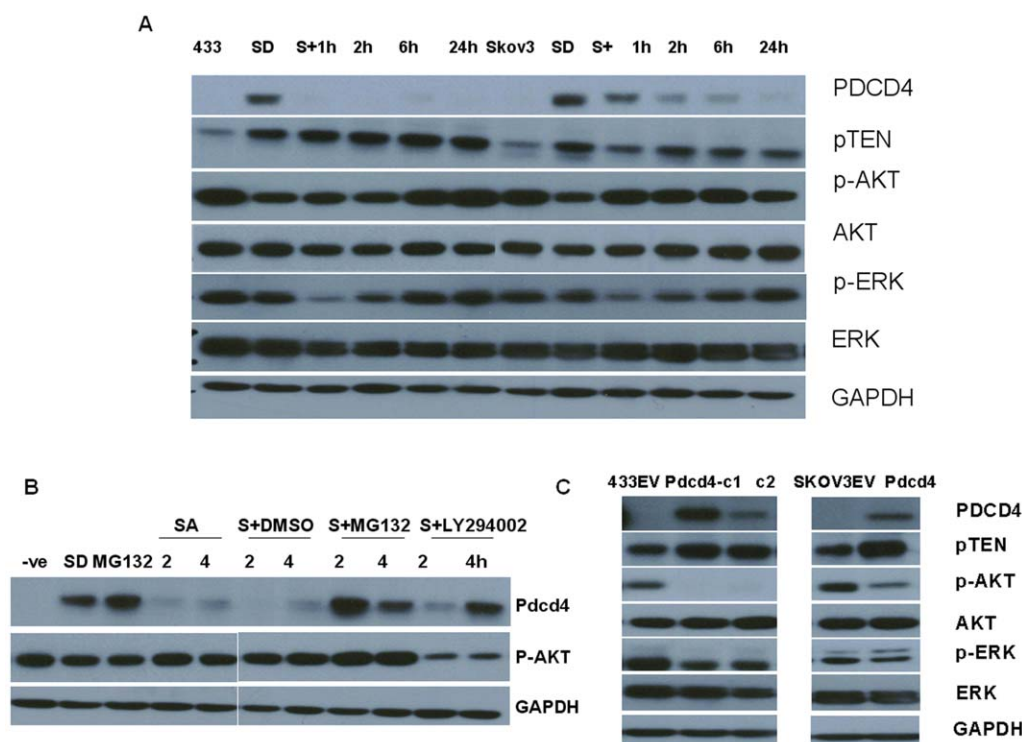 A
433 SD S+1h 2h 6h 24h Skov3 SD S+ 1h 2h 6h 24h
PDCD4
pTEN
p-AKT
AKT
p-ERK
ERK
GAPDH
B
SA S+DMSO S+MG132 S+LY294002
-ve SD MG132 2 4 2 4 2 4 2 4h
Pdcd4
P-AKT
GAPDH
C
433EV Pdcd4-c1 c2 SKOV3EV Pdcd4
PDCD4
pTEN
p-AKT
AKT
p-ERK
ERK
GAPDH